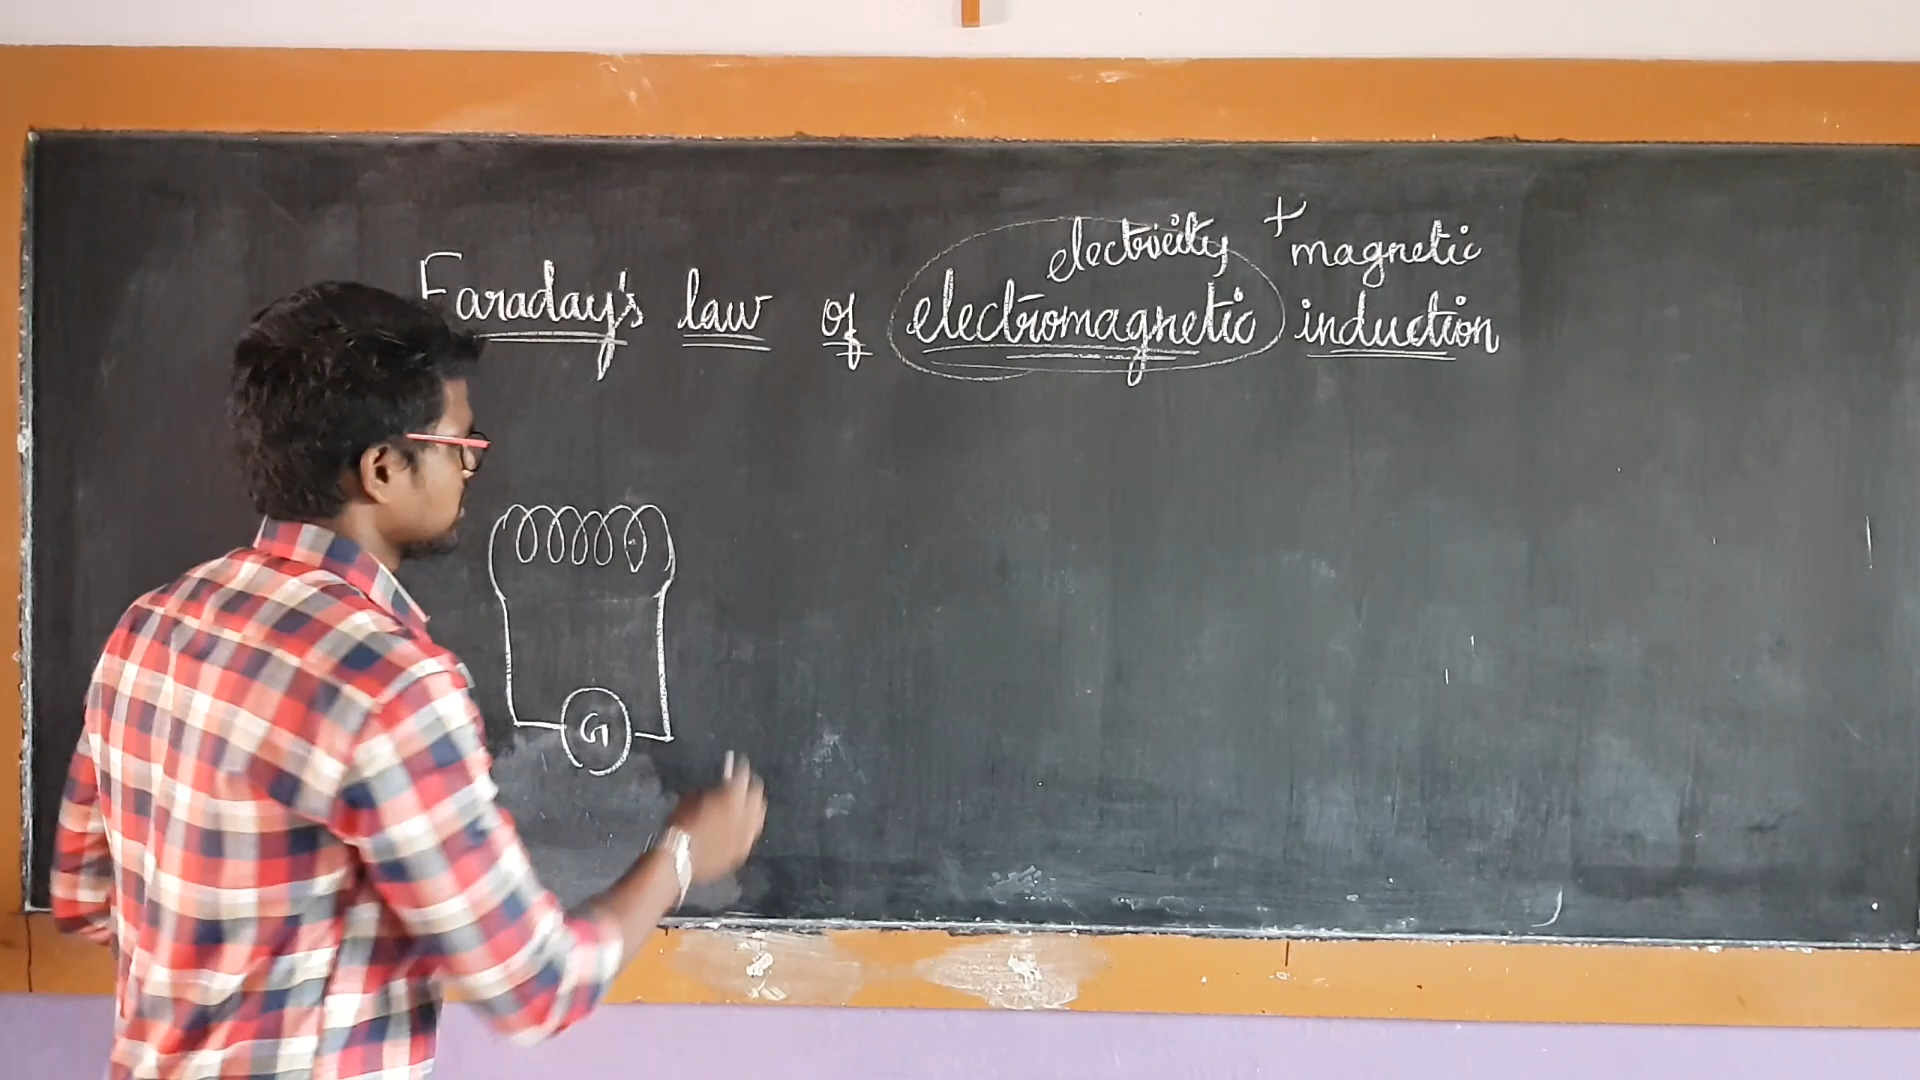 electricity + magnetic
Faraday's law of electromagnetic induction
G